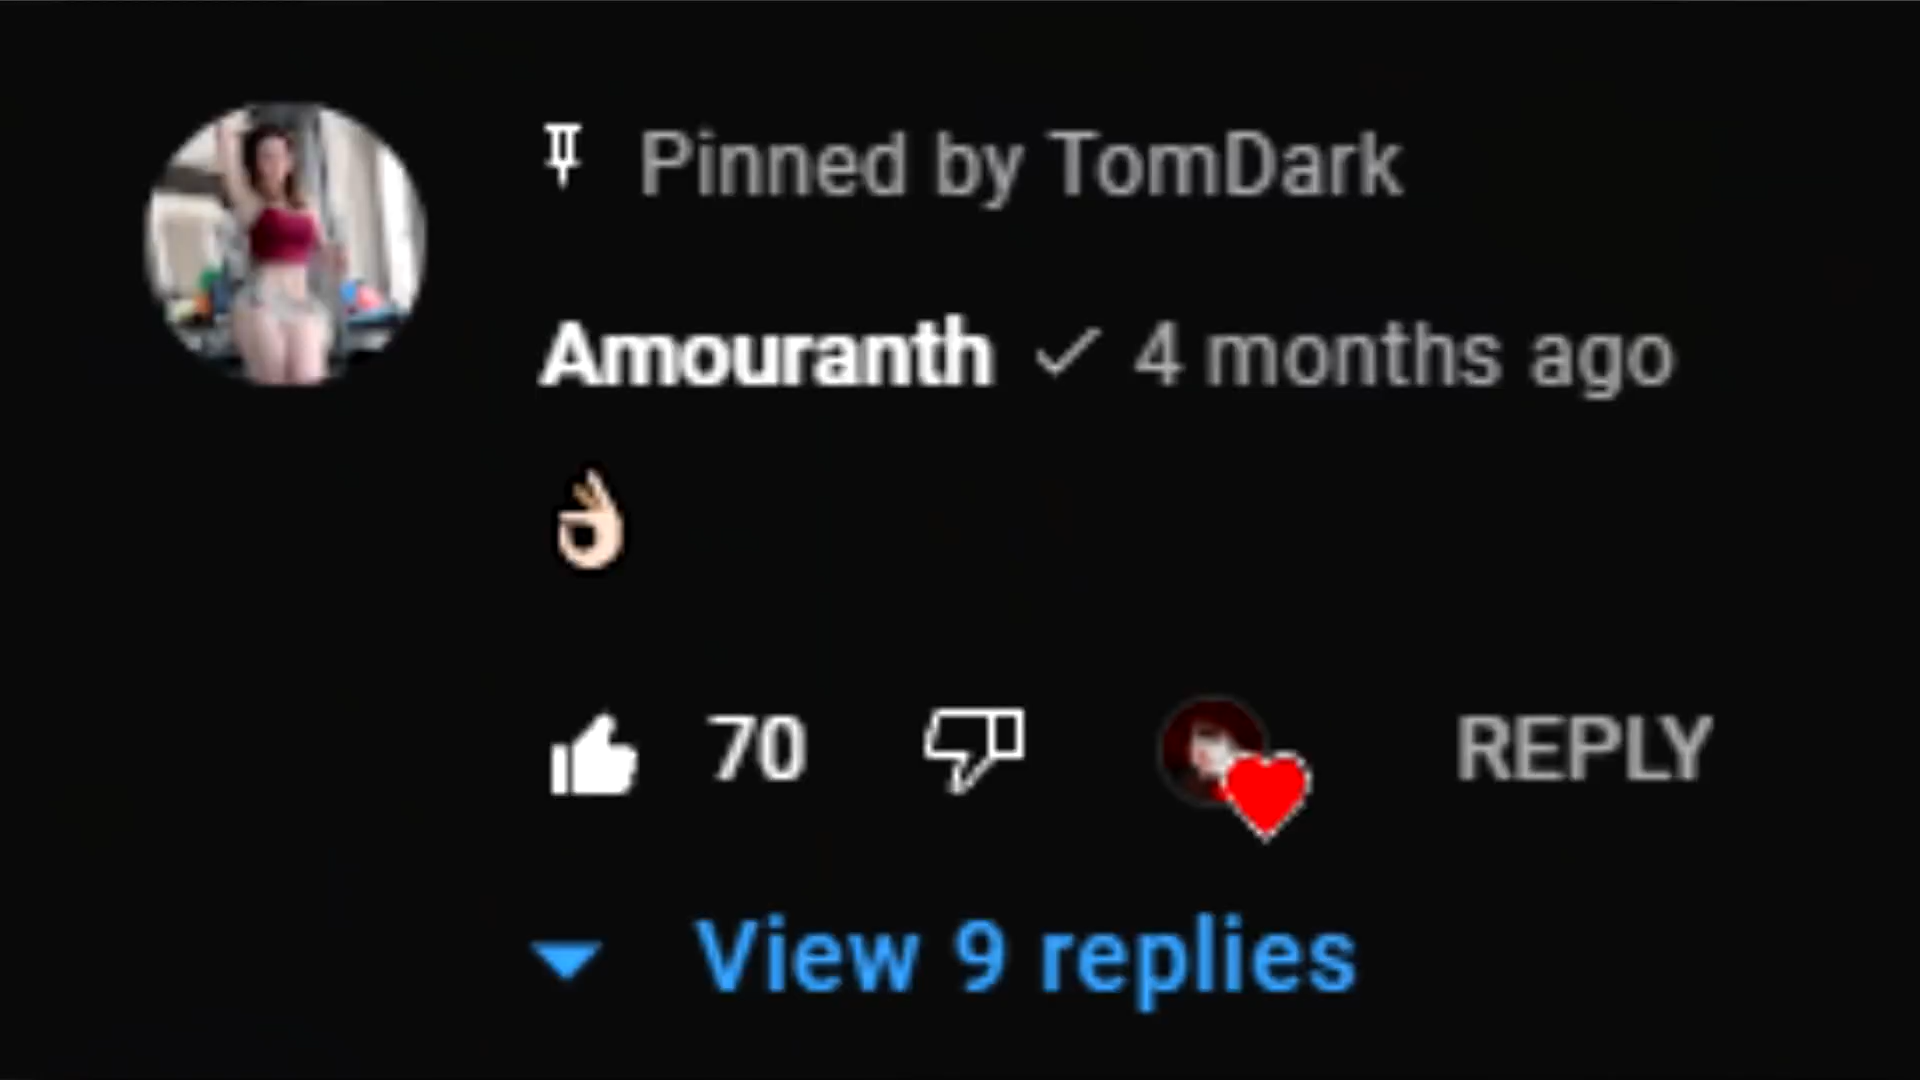 Pinned by TomDark
Amouranth 4 months ago
👌🏻
70 REPLY
View 9 replies